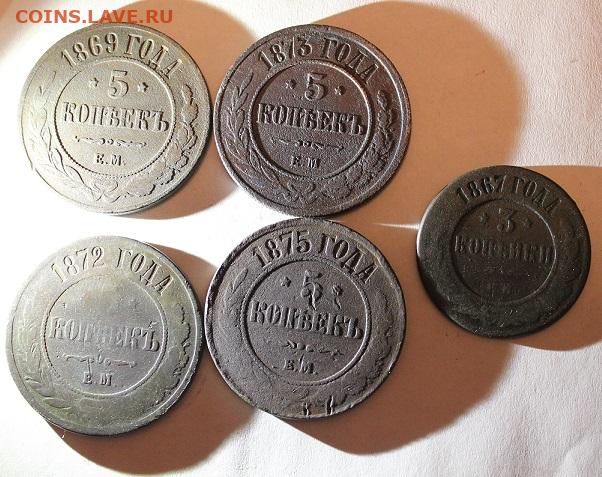 COINS.LAVE.РУ
1869 ГОДА
* 5 *
КОПѢЕКЪ
Е.М.
1873 ГОДА
* 5 *
КОПѢЕКЪ
Е.М
1867 ГОДА
* 3 *
КОПѢЙКИ
1872 ГОДА
КОПѢЕКЪ
Е.М
1875 ГОДА
5
КОПѢЕКЪ
Е.М.